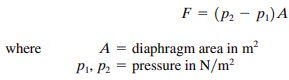 F = (p₂ − p₁)A
where A = diaphragm area in m²
p₁, p₂ = pressure in N/m²